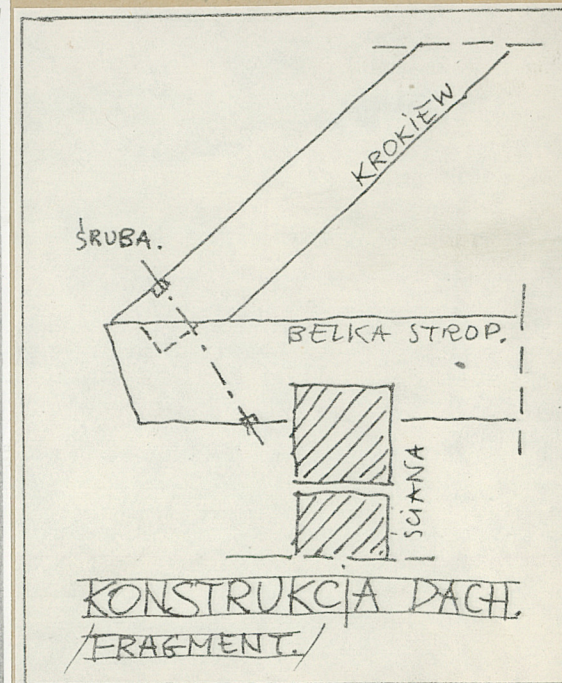 KROKIEW
ŚRUBA.
BELKA STROP.
ŚCIANA
KONSTRUKCJA DACH.
/FRAGMENT./